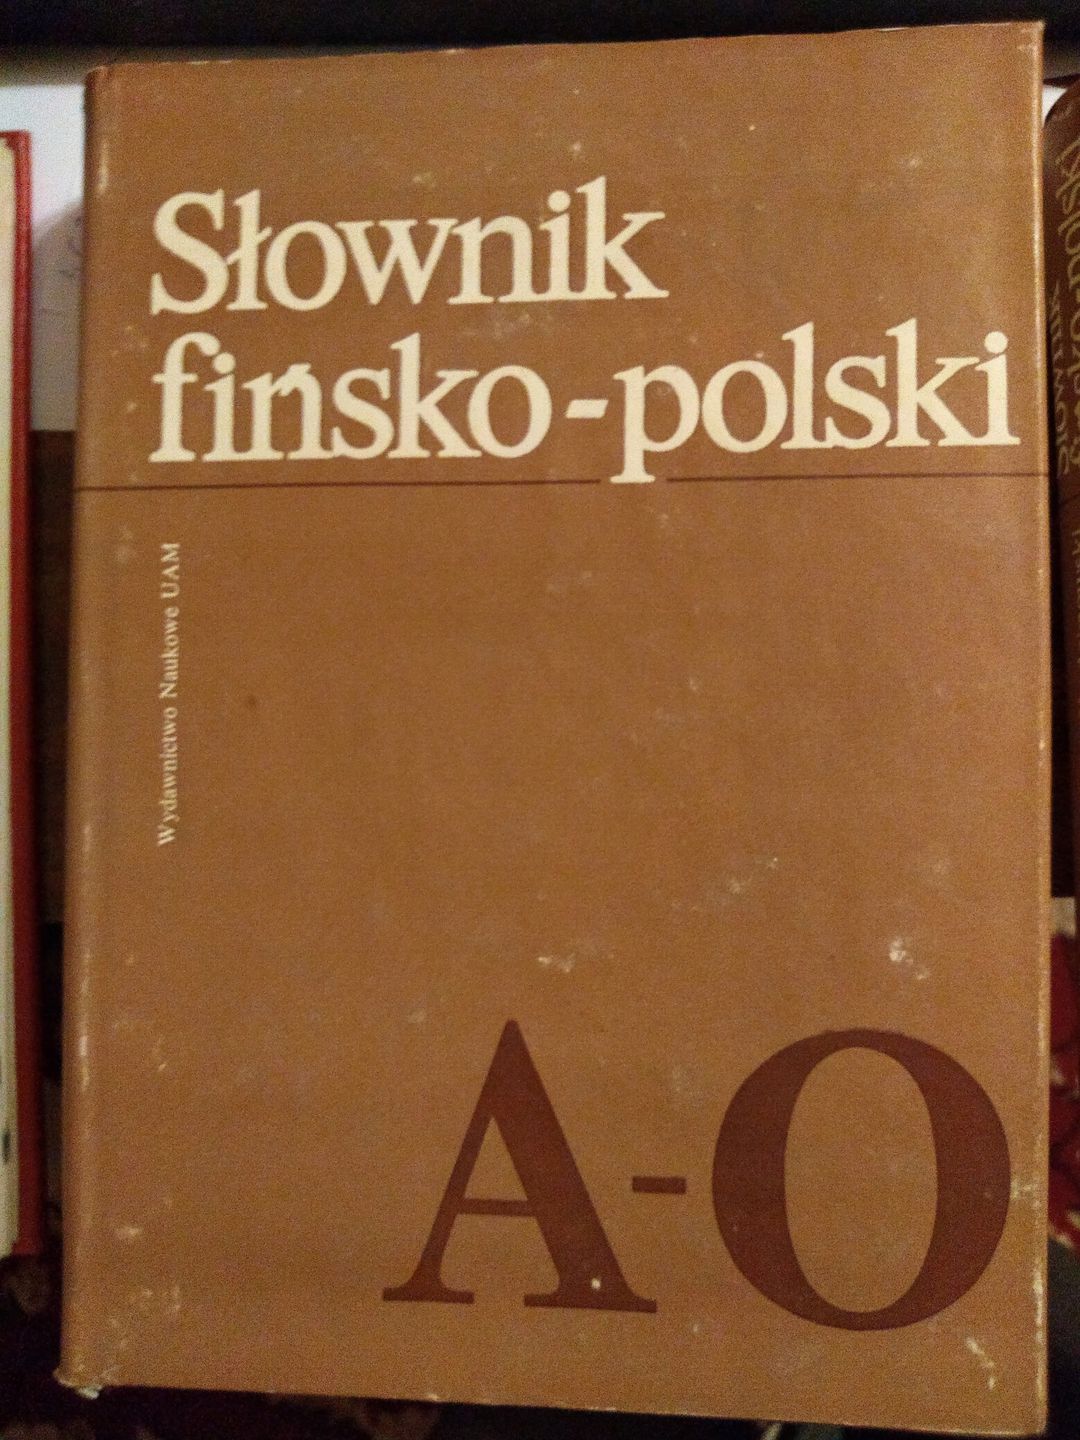 Słownik
fińsko-polski
Wydawnictwo Naukowe UAM
A-O